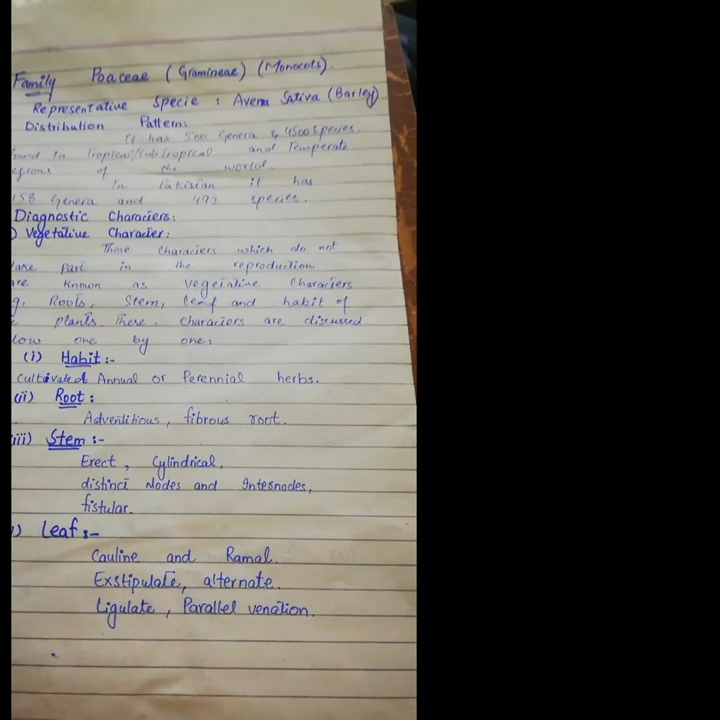 Family Poaceae (Gramineae) (Monocots).
Representative Specie : Avena Sativa (Barley)
Distribution Pattern:
It has 500 Genera & 4500 species.
ound in Tropical/subTropical and Temperate
egions of the world.
In Pakistan it has
158 Genera and 492 species.
Diagnostic Characters:
) Vegetative Character:
Those characters which do not
take part in the reproduction
are known as vegetative characters
g. Roots, Stem, leaf and habit of
e plants. These characters are discussed
low one by one:
(i) Habit :-
Cultivated Annual or Perennial herbs.
(ii) Root :
Adventitious, fibrous root.
iii) Stem :-
Erect, Cylindrical,
distinct Nodes and Internodes,
fistular.
) Leaf :-
Cauline and Ramal.
Exstipulate, alternate.
Ligulate, Parallel venation.